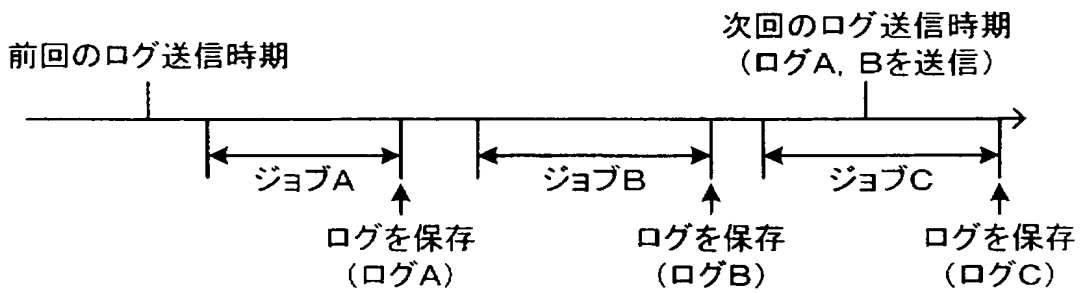 前回のログ送信時期
次回のログ送信時期
(ログA，Bを送信)
ジョブA
ジョブB
ジョブC
ログを保存
(ログA)
ログを保存
(ログB)
ログを保存
(ログC)